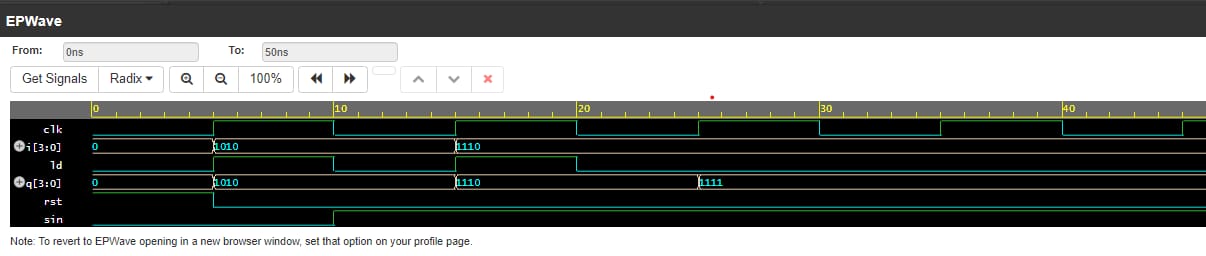 EPWave
From: 0ns To: 50ns
Get Signals Radix 100%
0 10 20 30 40
clk
i[3:0] 0 1010 1110
ld
q[3:0] 0 1010 1110 1111
rst
sin
Note: To revert to EPWave opening in a new browser window, set that option on your profile page.